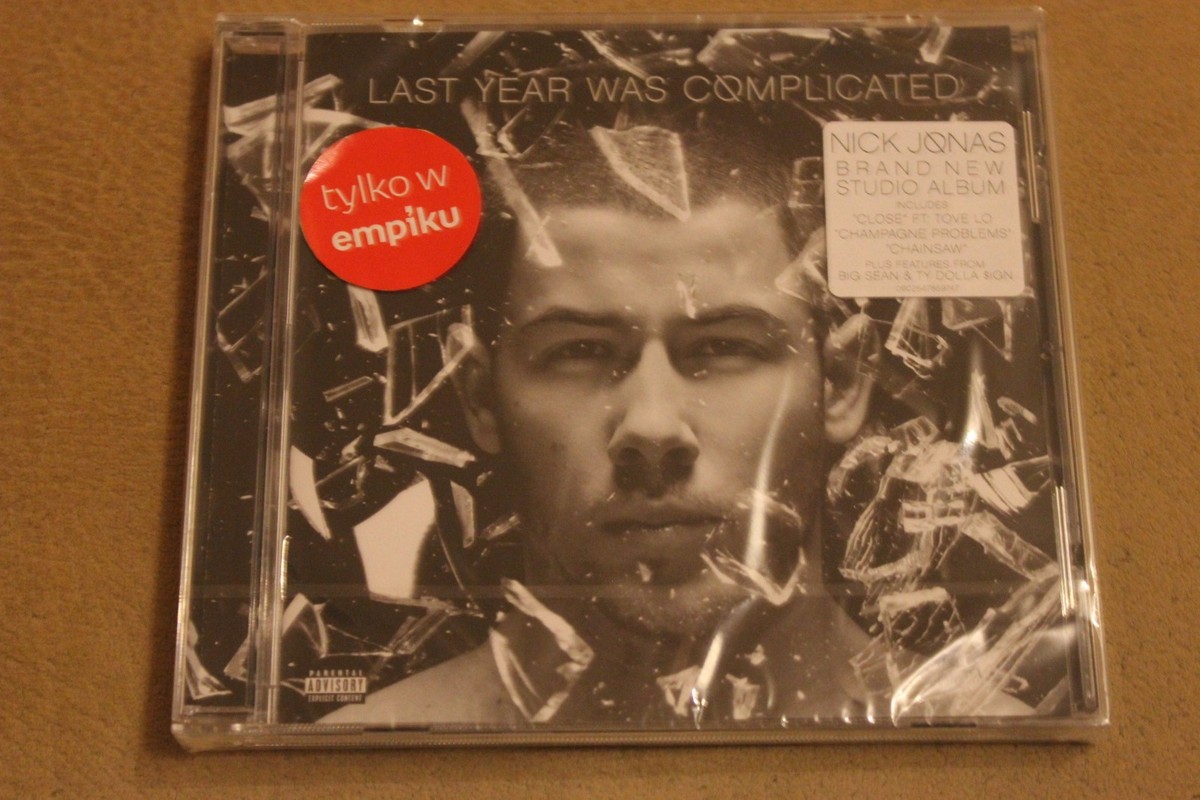 LAST YEAR WAS COMPLICATED
tylko w
empiku
NICK JONAS
BRAND NEW
STUDIO ALBUM
INCLUDES
"CLOSE" FT. TOVE LO
"CHAMPAGNE PROBLEMS"
"CHAINSAW"
PLUS FEATURES FROM
BIG SEAN & TY DOLLA $IGN
PARENTAL
ADVISORY
EXPLICIT CONTENT